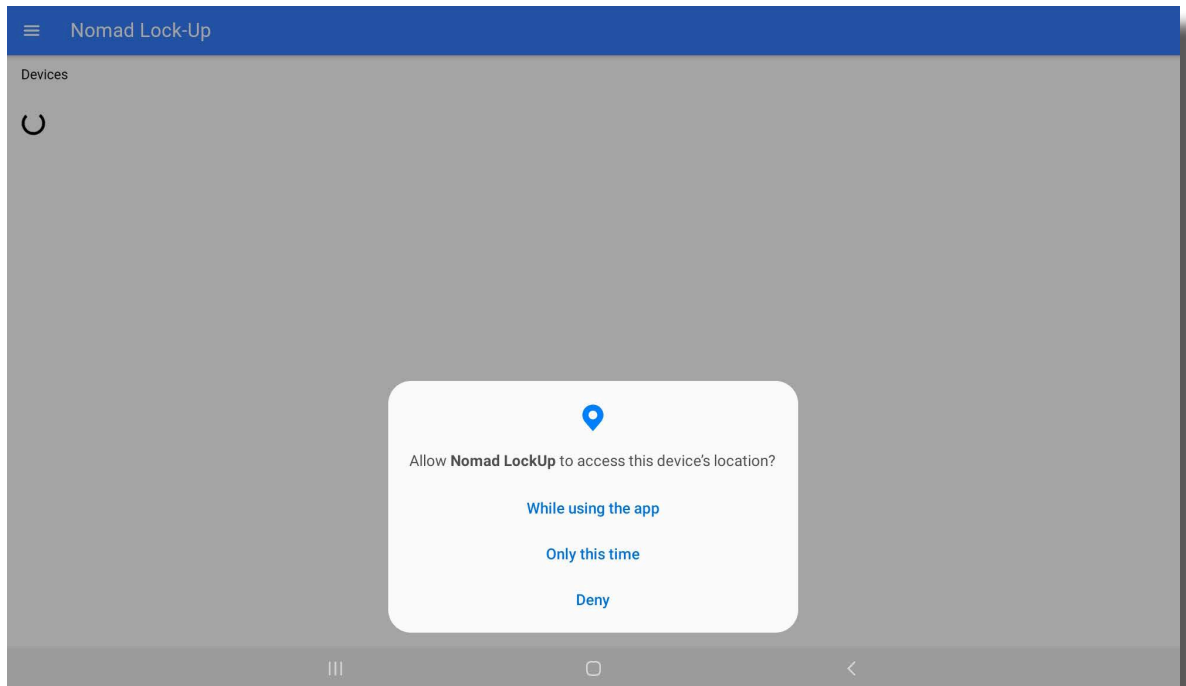 Nomad Lock-Up
Devices
Allow Nomad LockUp to access this device's location?
While using the app
Only this time
Deny